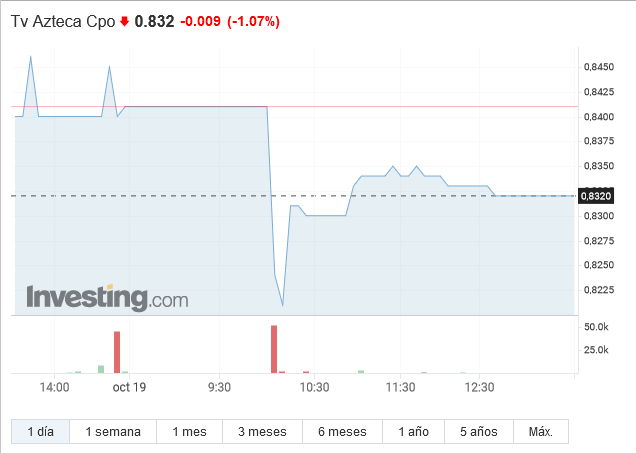 Tv Azteca Cpo 0.832 -0.009 (-1.07%)
0,8450
0,8425
0,8400
0,8375
0,8350
0,8320
0,8300
0,8275
0,8250
0,8225
Investing.com
50.0k
25.0k
14:00 oct 19 9:30 10:30 11:30 12:30
1 día 1 semana 1 mes 3 meses 6 meses 1 año 5 años Máx.